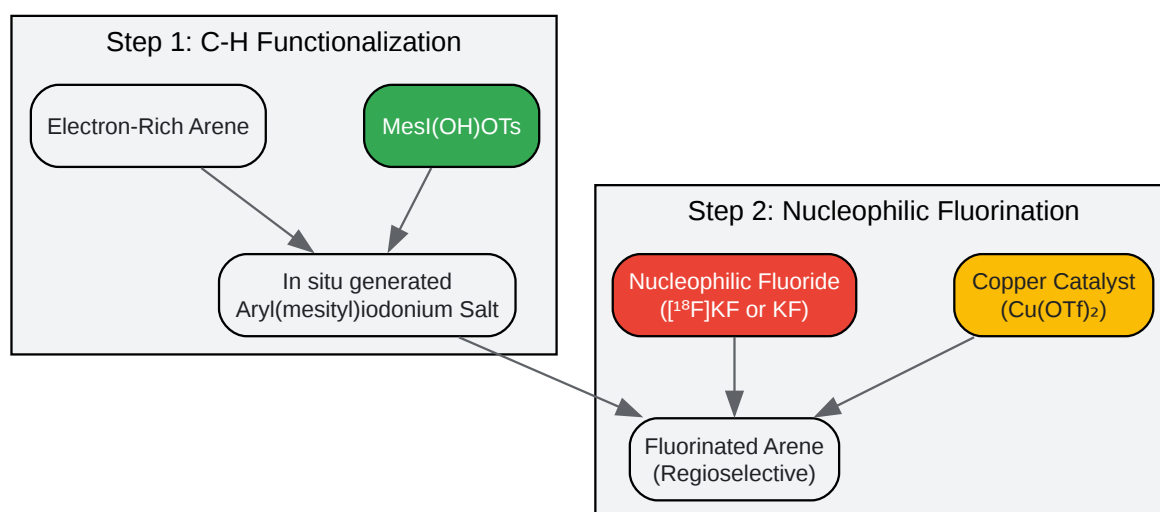 Step 1: C-H Functionalization
Electron-Rich Arene
MesI(OH)OTs
In situ generated
Aryl(mesityl)iodonium Salt
Step 2: Nucleophilic Fluorination
Nucleophilic Fluoride
([¹⁸F]KF or KF)
Copper Catalyst
(Cu(OTf)₂)
Fluorinated Arene
(Regioselective)